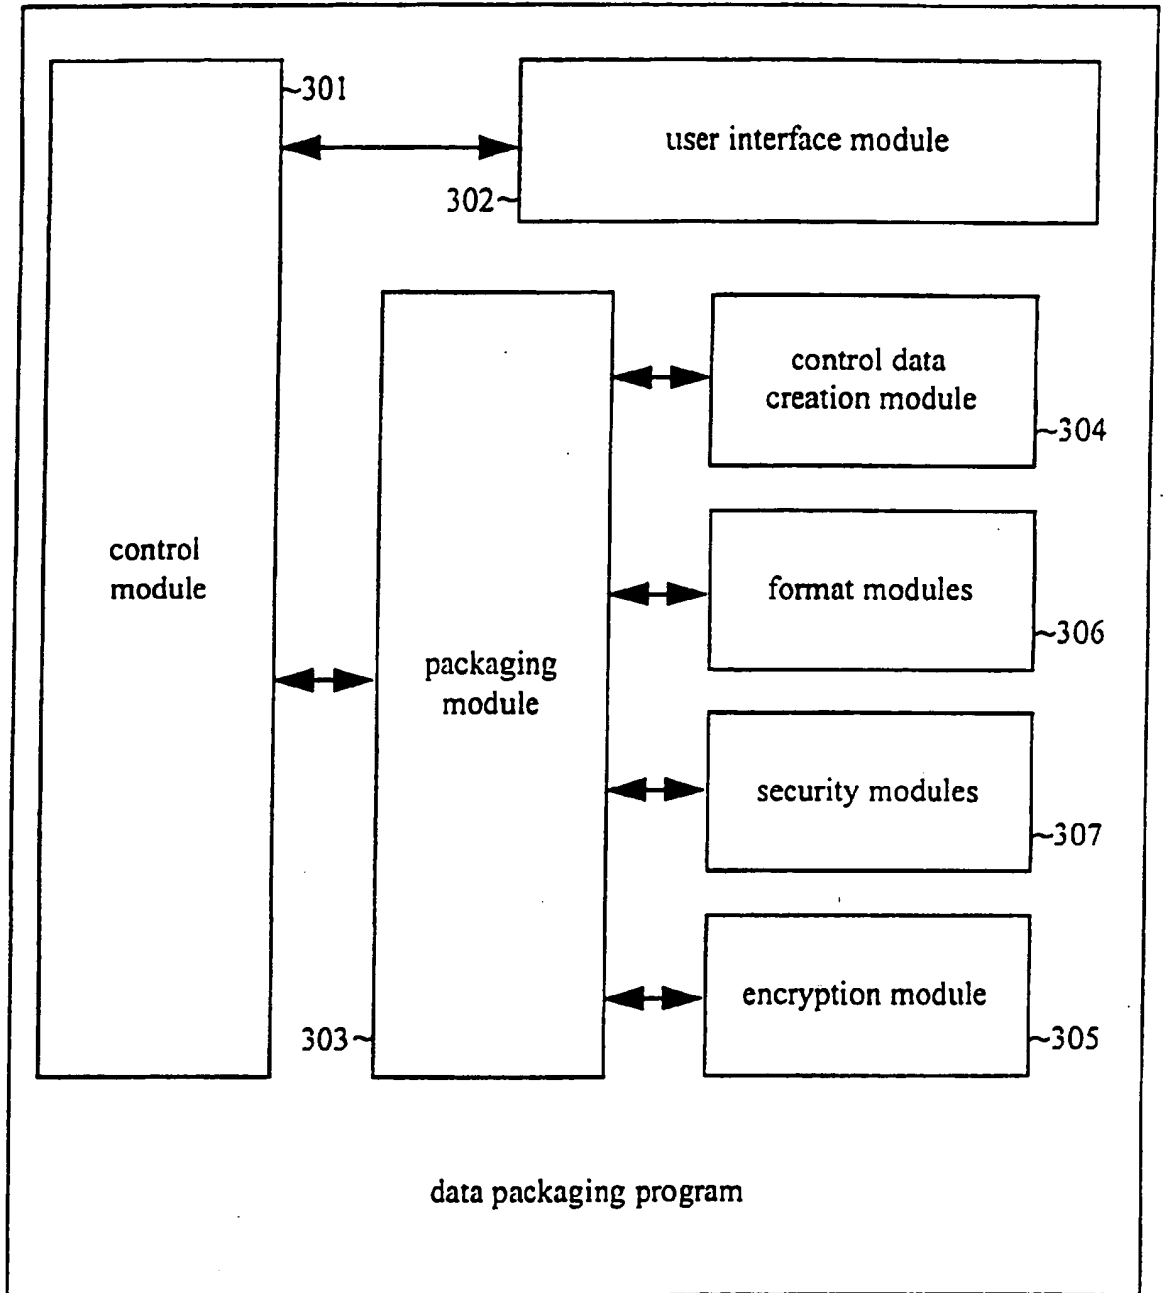 ~301
user interface module
302~
control data
creation module
~304
control
module
format modules
~306
packaging
module
security modules
~307
encryption module
303~
~305
data packaging program